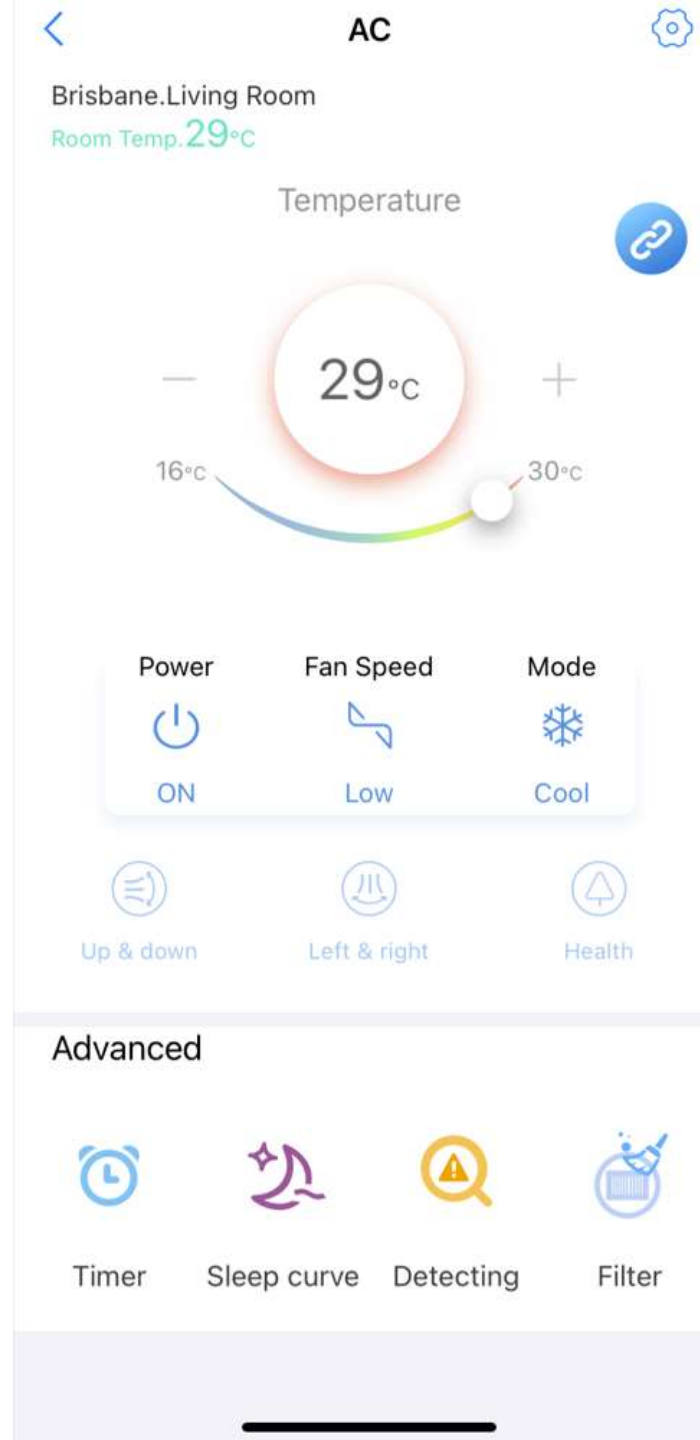 AC
Brisbane.Living Room
Room Temp.29°C
Temperature
29°C
16°C 30°C
Power Fan Speed Mode
ON Low Cool
Up & down Left & right Health
Advanced
Timer Sleep curve Detecting Filter